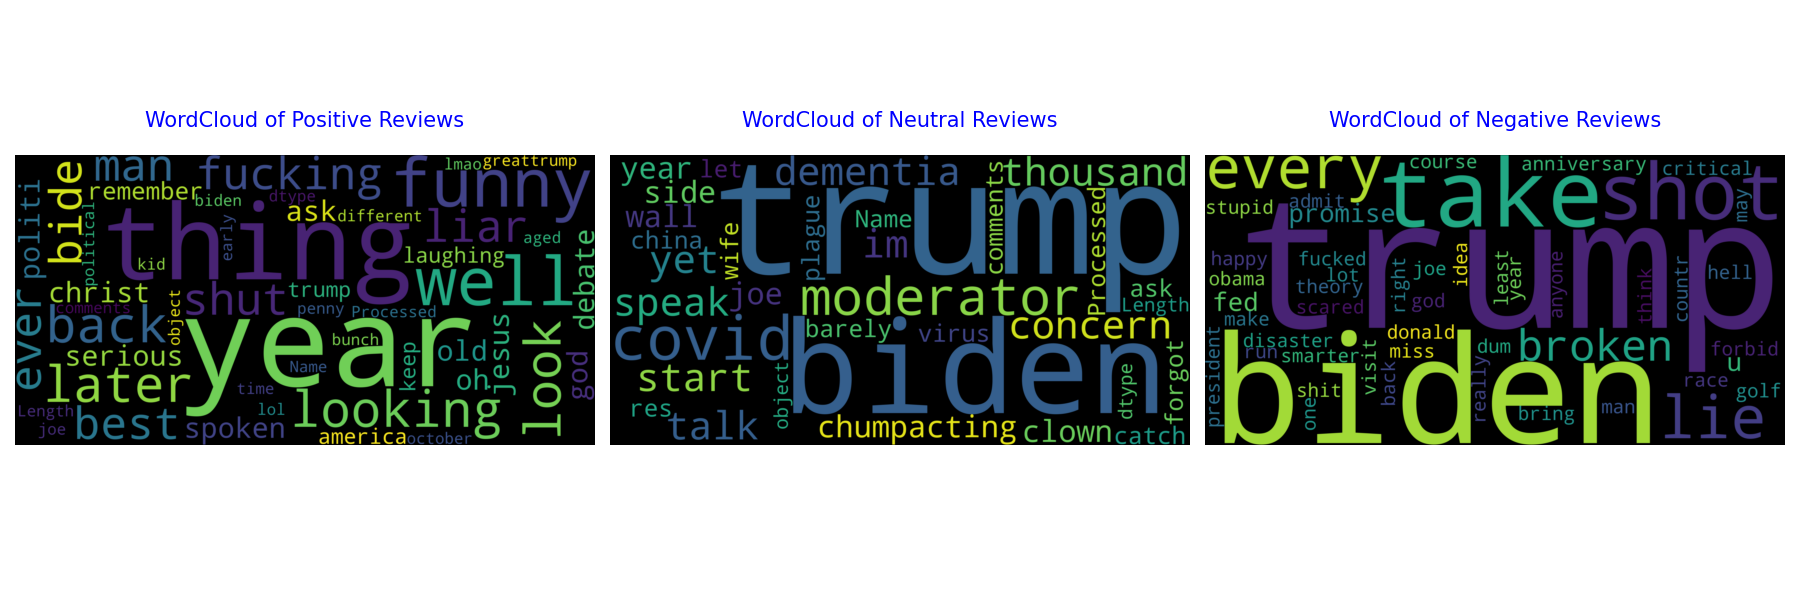 WordCloud of Positive Reviews
man
fucking
lmao
greattrump
funny
bide
remember
biden
dtype
politi
political
thing
early
ask
different
liar
aged
laughing
kid
well
debate
christ
comments
object
shut
trump
penny
Processed
back
ever
year
bunch
serious
Name
keep
old
oh
jesus
look
god
later
time
looking
Length
joe
best
spoken
lol
america
october
WordCloud of Neutral Reviews
year
let
side
trump
dementia
comments
thousand
wall
china
yet
wife
plague
Name
im
Processed
speak
joe
moderator
ask
Length
covid
barely
virus
concern
biden
start
object
dtype
forgot
res
talk
chumpacting
clown
catch
WordCloud of Negative Reviews
every
course
anniversary
critical
take
shot
may
stupid
admit
promise
trump
happy
fucked
lot
obama
theory
right
joe
idea
least
year
anyone
think
countr
hell
fed
scared
god
make
president
disaster
run
smarter
visit
donald
miss
dum
broken
forbid
u
biden
shit
one
back
really
bring
man
race
golf
lie